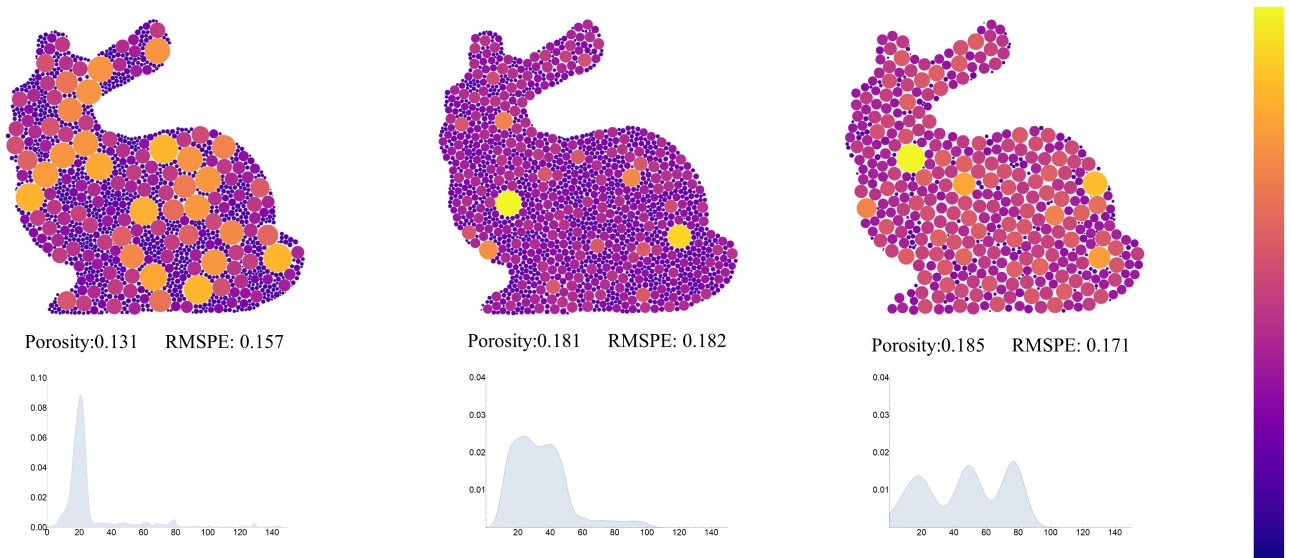 Porosity:0.131 RMSPE: 0.157
Porosity:0.181 RMSPE: 0.182
Porosity:0.185 RMSPE: 0.171
0.10
0.08
0.06
0.04
0.02
0.00
0 20 40 60 80 100 120 140
0.04
0.03
0.02
0.01
20 40 60 80 100 120 140
0.04
0.03
0.02
0.01
20 40 60 80 100 120 140